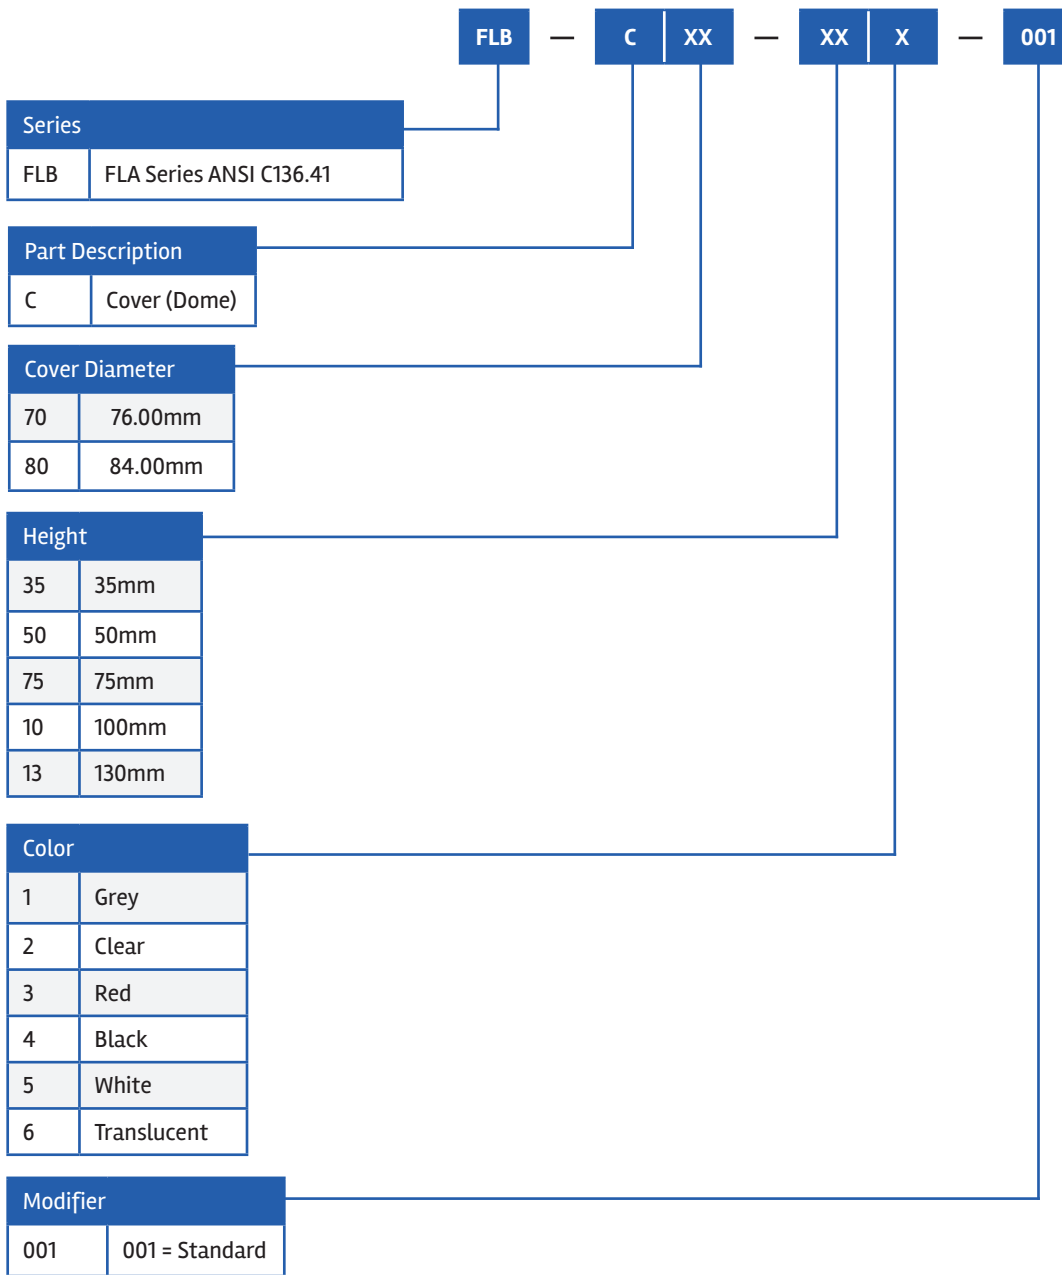 FLB — C XX — XX X — 001
Series
FLB FLA Series ANSI C136.41
Part Description
C Cover (Dome)
Cover Diameter
70 76.00mm
80 84.00mm
Height
35 35mm
50 50mm
75 75mm
10 100mm
13 130mm
Color
1 Grey
2 Clear
3 Red
4 Black
5 White
6 Translucent
Modifier
001 001 = Standard